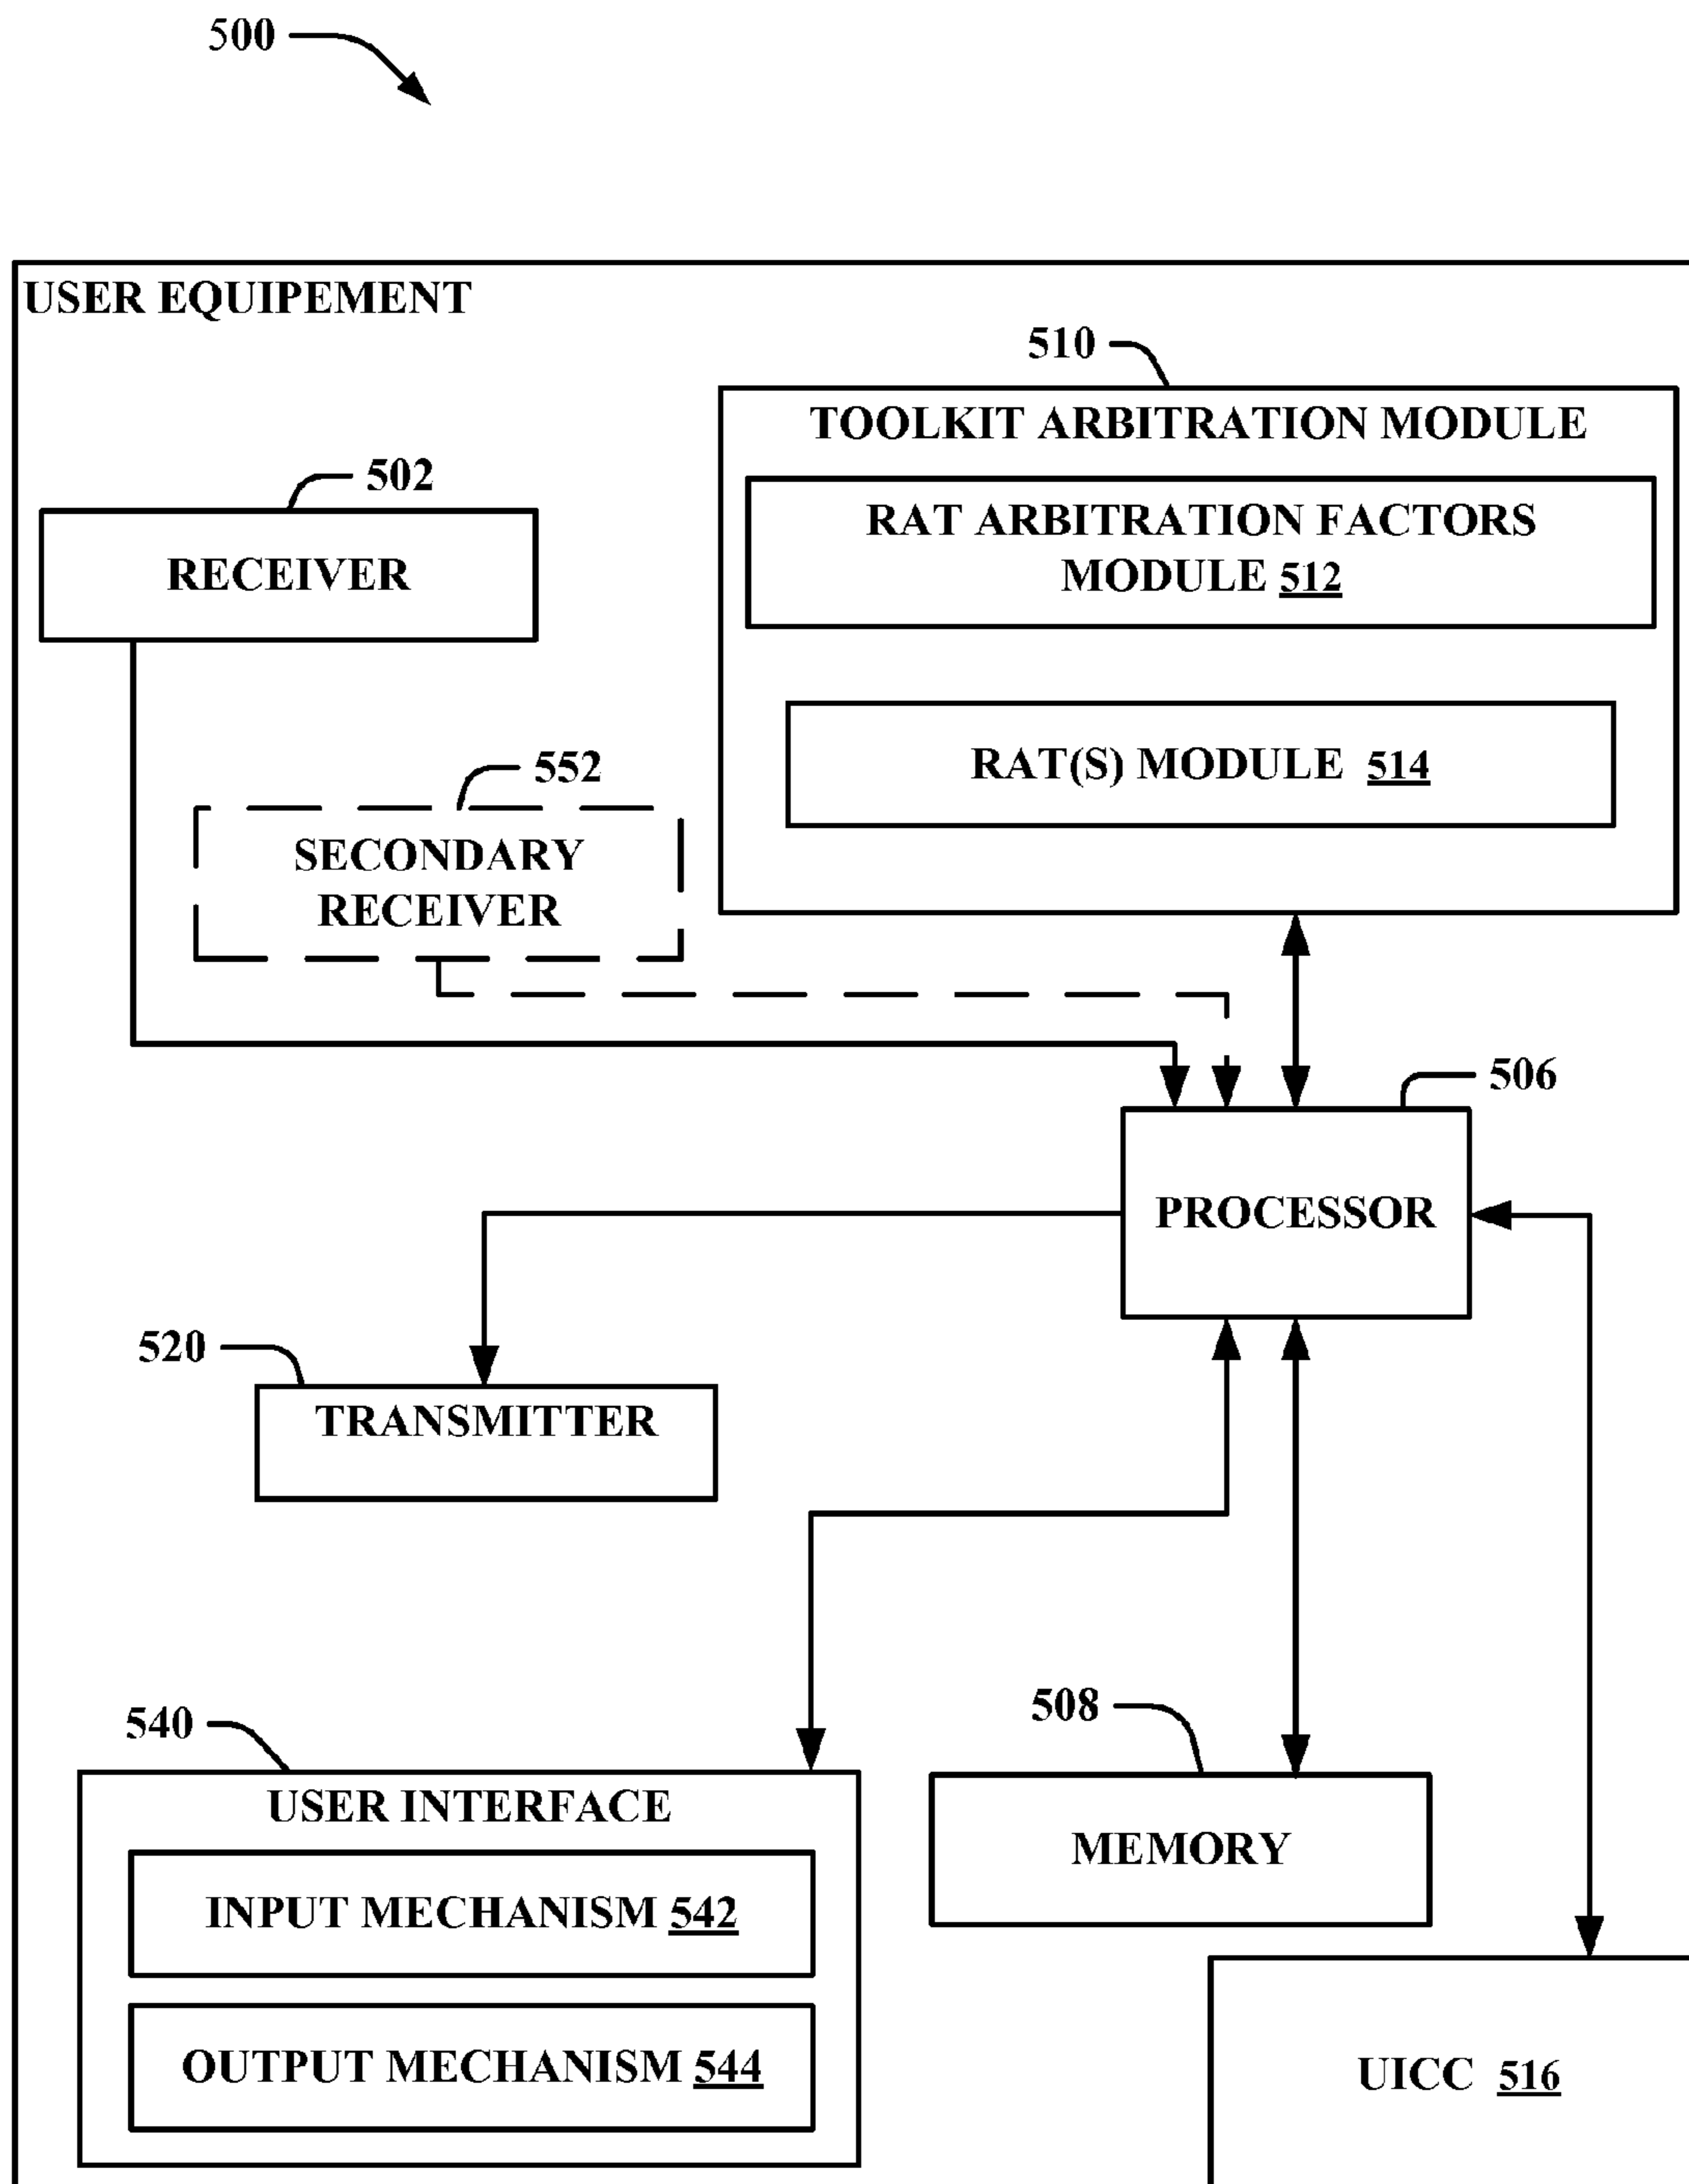 500
USER EQUIPEMENT
510
TOOLKIT ARBITRATION MODULE
502
RAT ARBITRATION FACTORS
MODULE 512
RECEIVER
RAT(S) MODULE 514
552
SECONDARY
RECEIVER
506
PROCESSOR
520
TRANSMITTER
540
508
USER INTERFACE
MEMORY
INPUT MECHANISM 542
OUTPUT MECHANISM 544
UICC 516